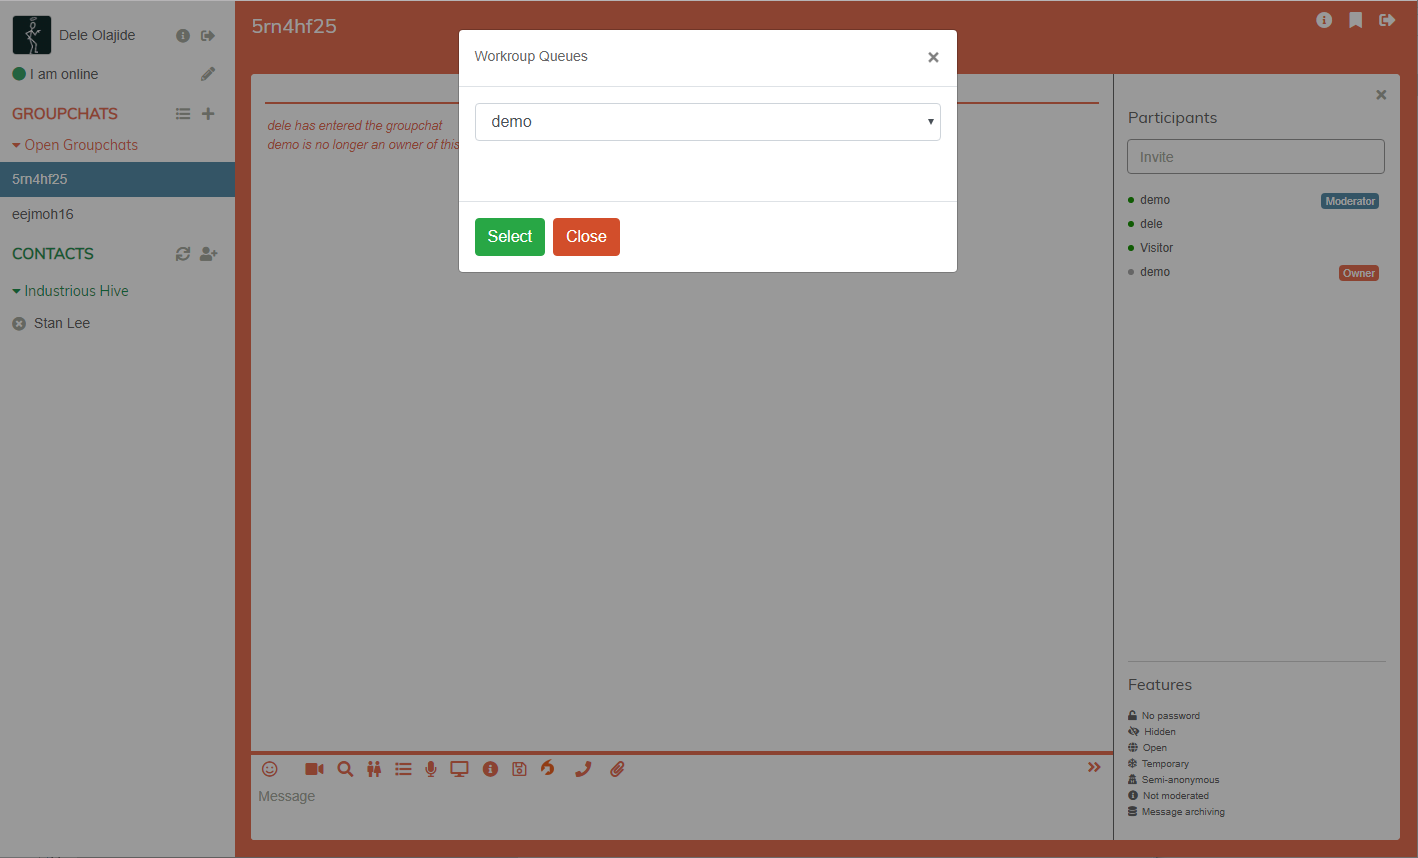 Dele Olajide
I am online
GROUPCHATS
Open Groupchats
5rn4hf25
eejmoh16
CONTACTS
Industrious Hive
Stan Lee
5rn4hf25
dele has entered the groupchat
demo is no longer an owner of this
Workroup Queues
×
demo
Select Close
Participants
Invite
demo Moderator
dele
Visitor
demo Owner
Features
No password
Hidden
Open
Temporary
Semi-anonymous
Not moderated
Message archiving
Message